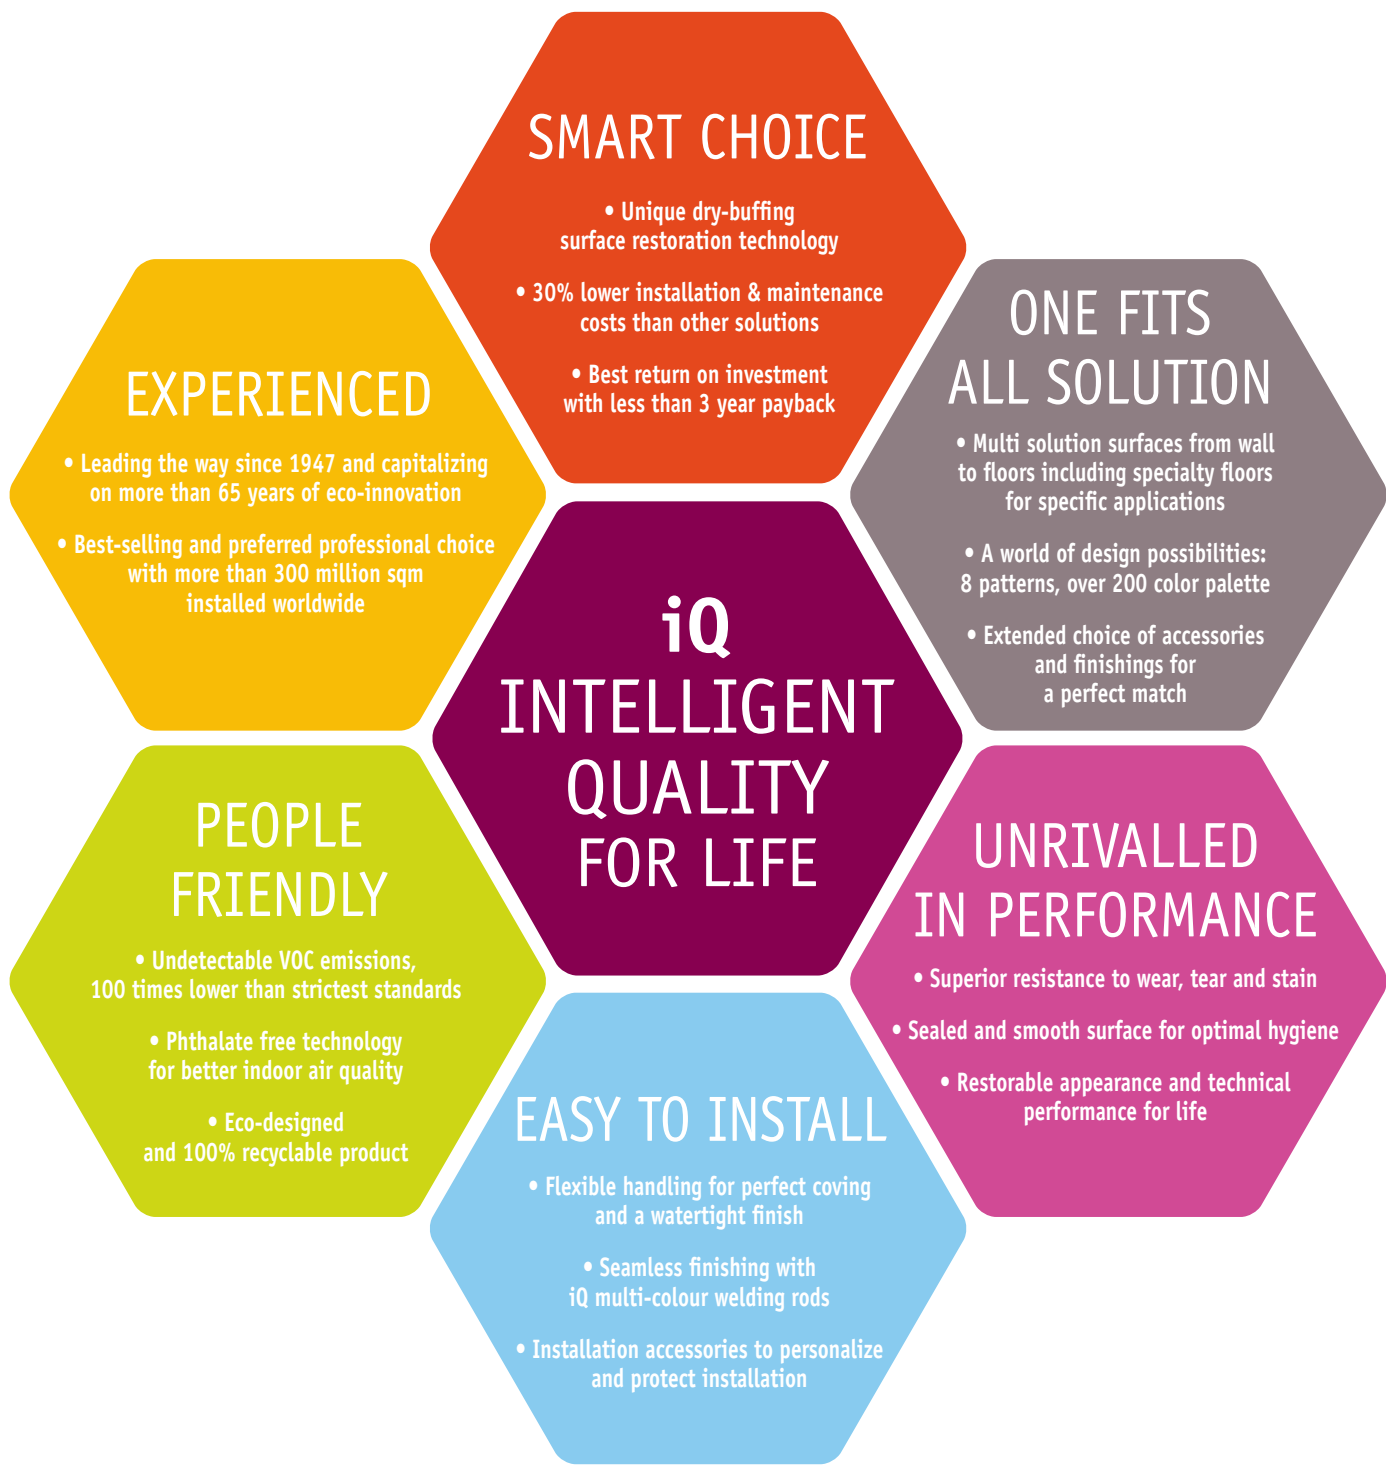 SMART CHOICE
• Unique dry-buffing
surface restoration technology
• 30% lower installation & maintenance
costs than other solutions
• Best return on investment
with less than 3 year payback
EXPERIENCED
• Leading the way since 1947 and capitalizing
on more than 65 years of eco-innovation
• Best-selling and preferred professional choice
with more than 300 million sqm
installed worldwide
ONE FITS
ALL SOLUTION
• Multi solution surfaces from wall
to floors including specialty floors
for specific applications
• A world of design possibilities:
8 patterns, over 200 color palette
• Extended choice of accessories
and finishings for
a perfect match
iQ
INTELLIGENT
QUALITY
FOR LIFE
PEOPLE
FRIENDLY
• Undetectable VOC emissions,
100 times lower than strictest standards
• Phthalate free technology
for better indoor air quality
• Eco-designed
and 100% recyclable product
UNRIVALLED
IN PERFORMANCE
• Superior resistance to wear, tear and stain
• Sealed and smooth surface for optimal hygiene
• Restorable appearance and technical
performance for life
EASY TO INSTALL
• Flexible handling for perfect coving
and a watertight finish
• Seamless finishing with
iQ multi-colour welding rods
• Installation accessories to personalize
and protect installation